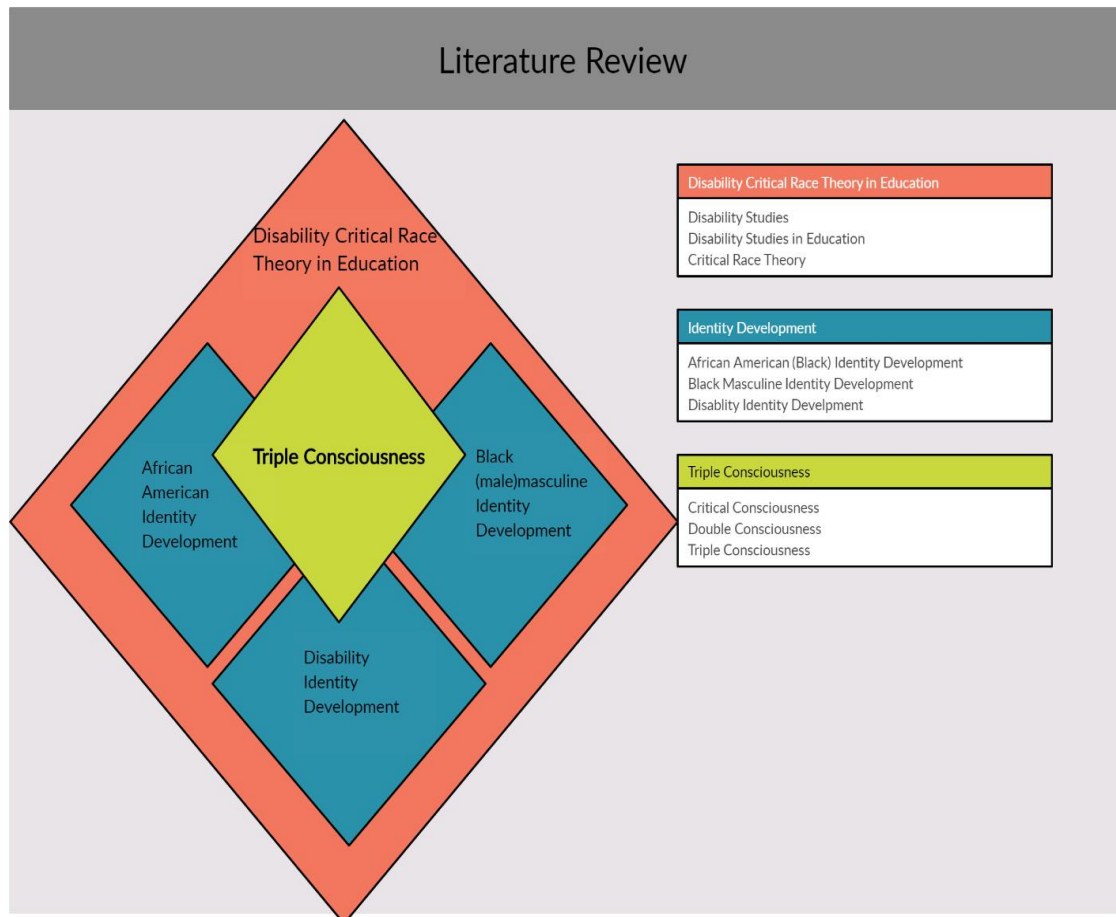 Literature Review
Disability Critical Race
Theory in Education
Triple Consciousness
African
American
Identity
Development
Black
(male)masculine
Identity
Development
Disability
Identity
Development
Disability Critical Race Theory in Education
Disability Studies
Disability Studies in Education
Critical Race Theory
Identity Development
African American (Black) Identity Development
Black Masculine Identity Development
Disablity Identity Develpment
Triple Consciousness
Critical Consciousness
Double Consciousness
Triple Consciousness